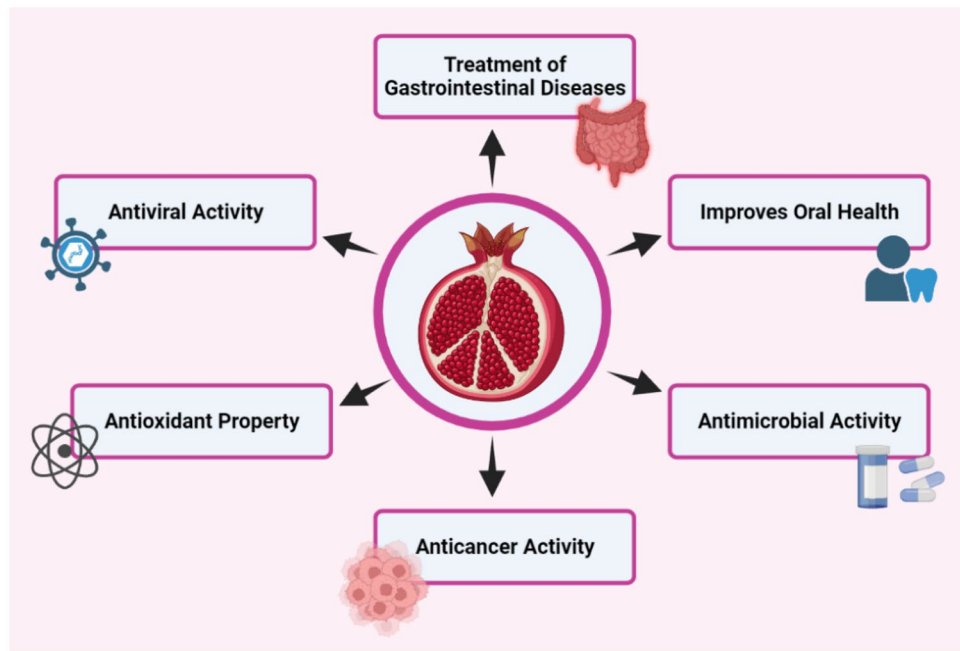 Treatment of
Gastrointestinal Diseases
Antiviral Activity
Improves Oral Health
Antioxidant Property
Antimicrobial Activity
Anticancer Activity